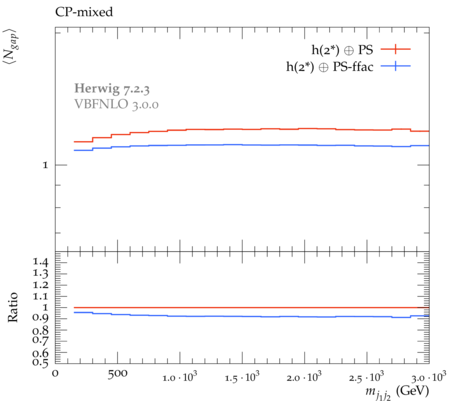 CP-mixed
⟨N_gap⟩
h(2*) ⊕ PS
h(2*) ⊕ PS-ffac
Herwig 7.2.3
VBFNLO 3.0.0
1
Ratio
1.4
1.3
1.2
1.1
1
0.9
0.8
0.7
0.6
0.5
0 500 1.0 · 10³ 1.5 · 10³ 2.0 · 10³ 2.5 · 10³ 3.0 · 10³
m_{j₁j₂} (GeV)